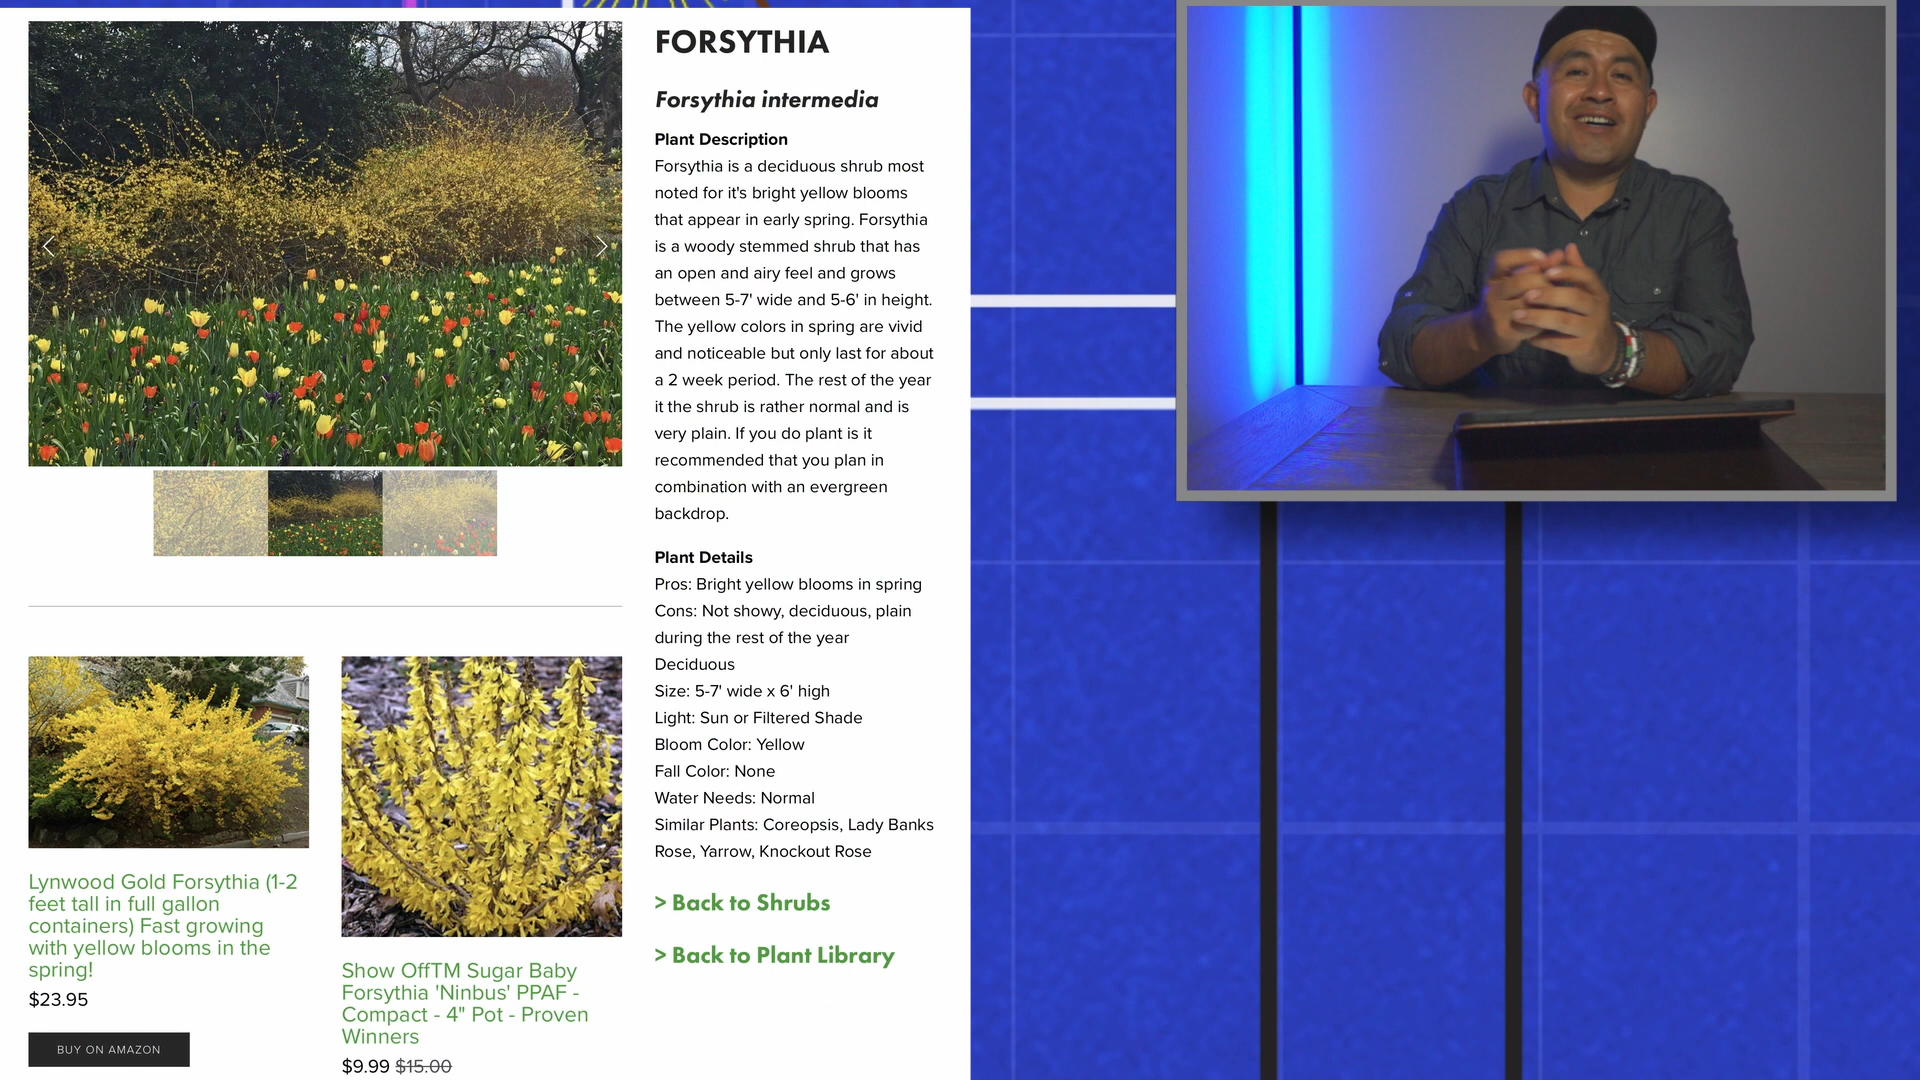 FORSYTHIA
Forsythia intermedia
Plant Description
Forsythia is a deciduous shrub most
noted for it's bright yellow blooms
that appear in early spring. Forsythia
is a woody stemmed shrub that has
an open and airy feel and grows
between 5-7' wide and 5-6' in height.
The yellow colors in spring are vivid
and noticeable but only last for about
a 2 week period. The rest of the year
it the shrub is rather normal and is
very plain. If you do plant is it
recommended that you plan in
combination with an evergreen
backdrop.
Plant Details
Pros: Bright yellow blooms in spring
Cons: Not showy, deciduous, plain
during the rest of the year
Deciduous
Size: 5-7' wide x 6' high
Light: Sun or Filtered Shade
Bloom Color: Yellow
Fall Color: None
Water Needs: Normal
Similar Plants: Coreopsis, Lady Banks
Rose, Yarrow, Knockout Rose
> Back to Shrubs
> Back to Plant Library
Lynwood Gold Forsythia (1-2
feet tall in full gallon
containers) Fast growing
with yellow blooms in the
spring!
$23.95
BUY ON AMAZON
Show OffTM Sugar Baby
Forsythia 'Ninbus' PPAF -
Compact - 4" Pot - Proven
Winners
$9.99 $15.00